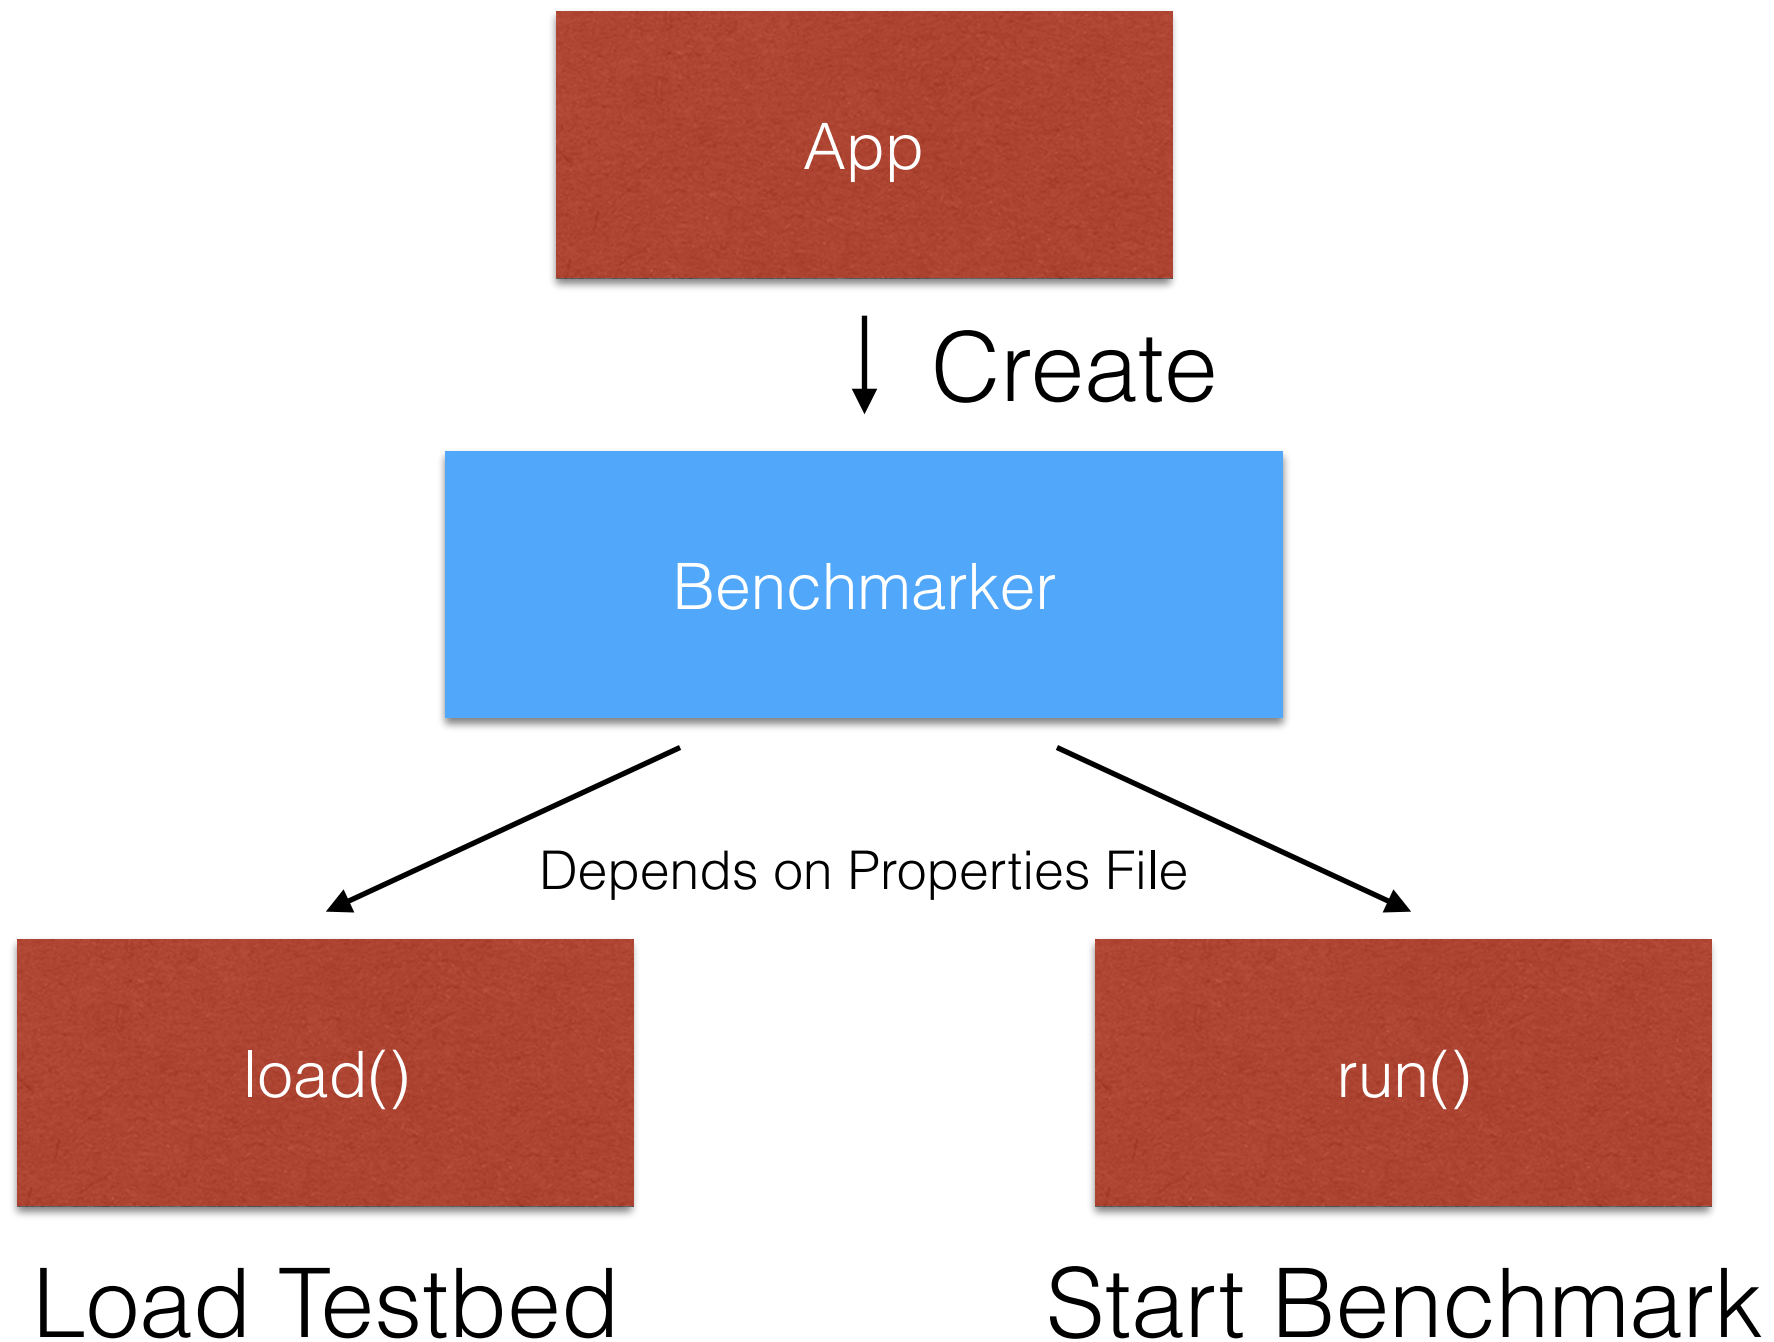 App
Create
Benchmarker
Depends on Properties File
load()
run()
Load Testbed
Start Benchmark